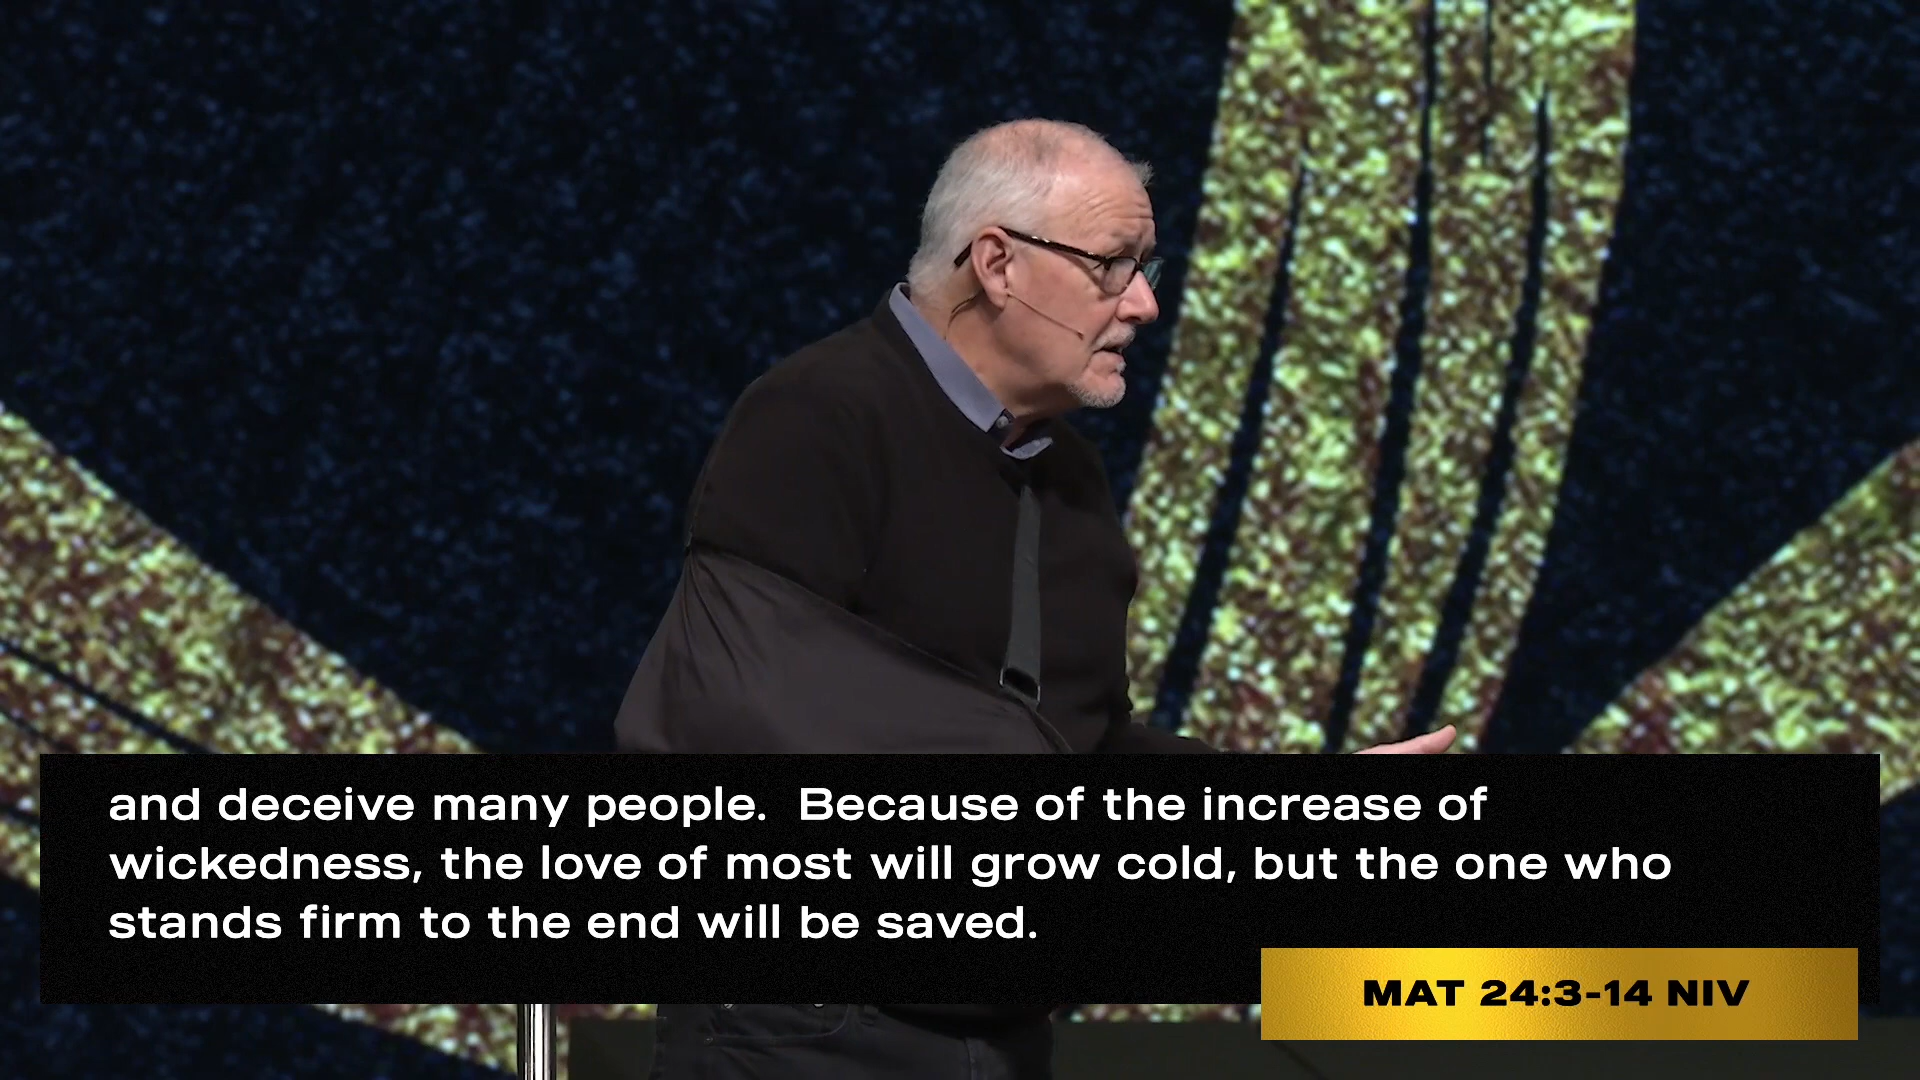 and deceive many people.  Because of the increase of
wickedness, the love of most will grow cold, but the one who
stands firm to the end will be saved.
MAT 24:3-14 NIV